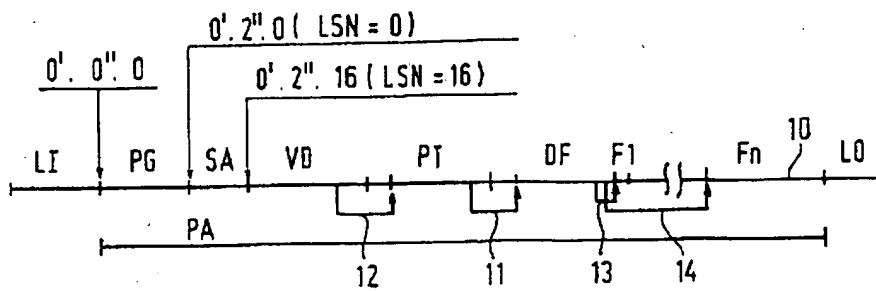 0'. 2". 0 ( LSN = 0)
0'. 0". 0
0'. 2". 16 ( LSN = 16)
LI PG SA VD PT DF F1 Fn 10 LO
PA
12 11 13 14